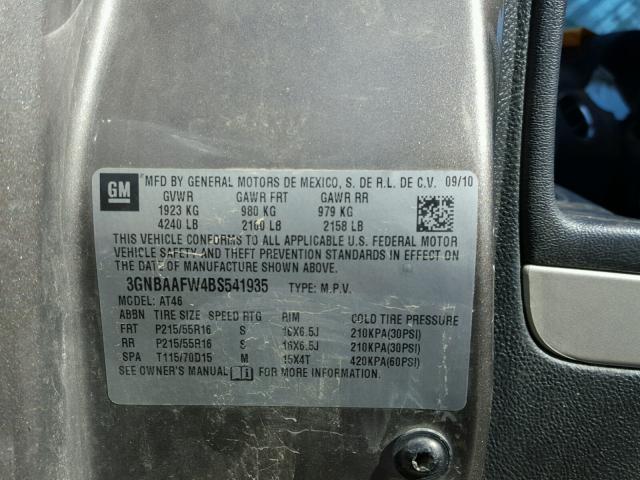 GM MFD BY GENERAL MOTORS DE MEXICO, S. DE R.L. DE C.V. 09/10
GVWR GAWR FRT GAWR RR
1923 KG 980 KG 979 KG
4240 LB 2160 LB 2158 LB
THIS VEHICLE CONFORMS TO ALL APPLICABLE U.S. FEDERAL MOTOR
VEHICLE SAFETY AND THEFT PREVENTION STANDARDS IN EFFECT ON
THE DATE OF MANUFACTURE SHOWN ABOVE.
3GNBAAFW4BS541935 TYPE: M.P.V.
MODEL: AT46
ABBN TIRE SIZE SPEED RTG RIM COLD TIRE PRESSURE
FRT P215/55R16 S 16X6.5J 210KPA(30PSI)
RR P215/55R16 S 16X6.5J 210KPA(30PSI)
SPA T115/70D15 M 15X4T 420KPA(60PSI)
SEE OWNER'S MANUAL FOR MORE INFORMATION.